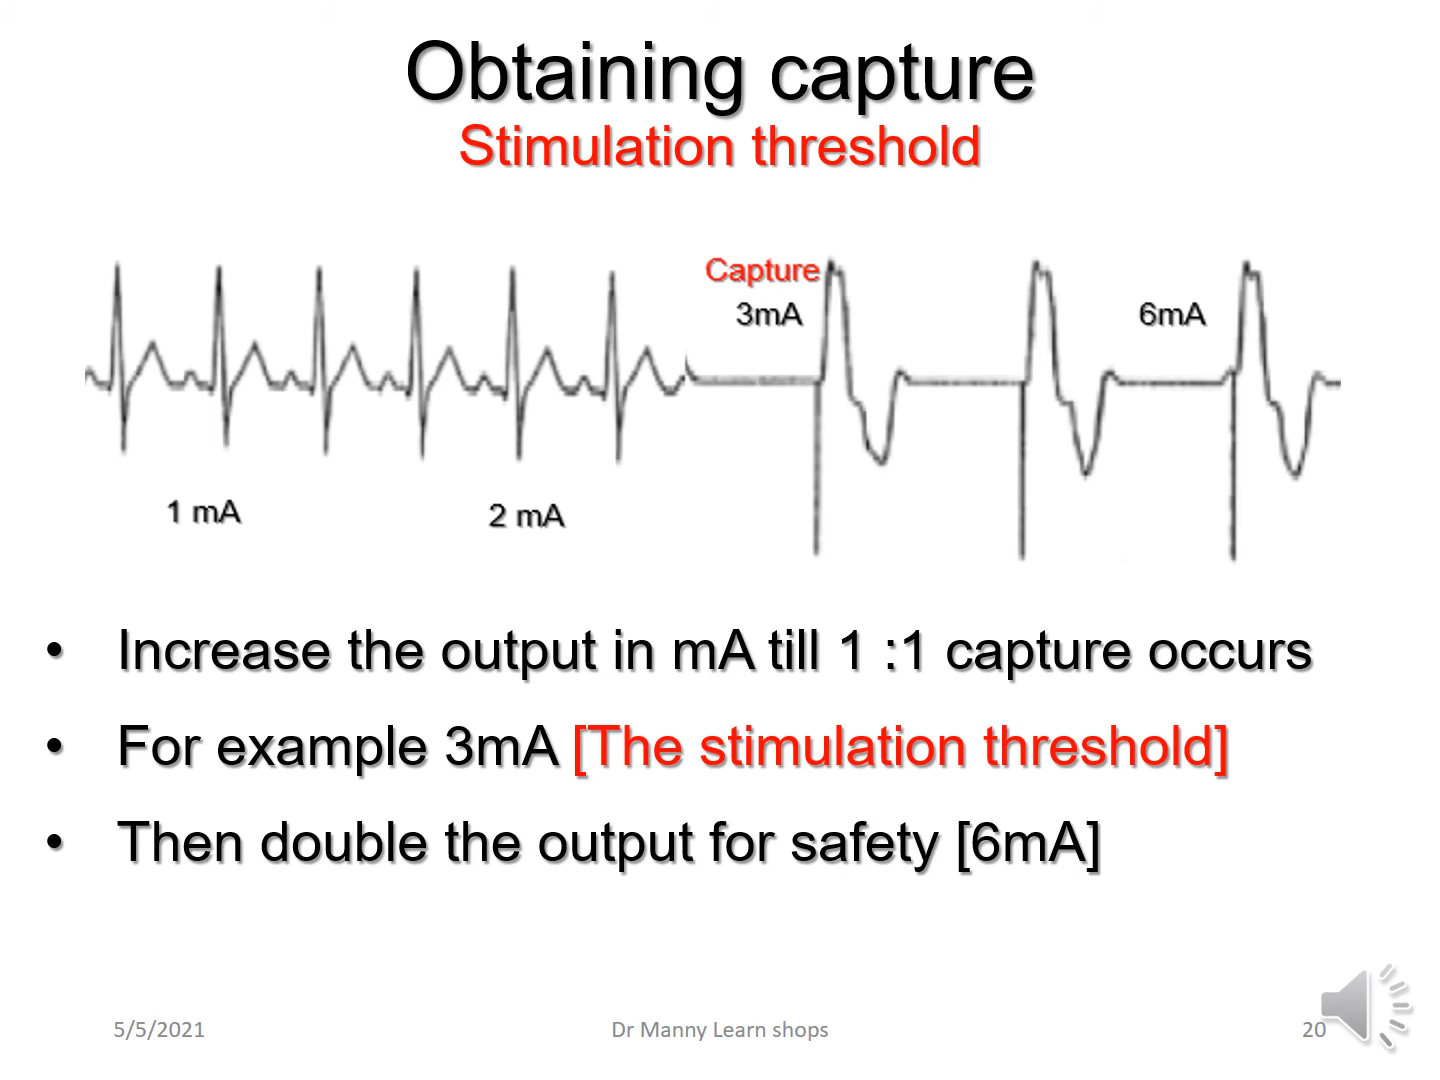 Obtaining capture
Stimulation threshold
Capture
3mA
6mA
1 mA
2 mA
• Increase the output in mA till 1 :1 capture occurs
• For example 3mA [The stimulation threshold]
• Then double the output for safety [6mA]
5/5/2021
Dr Manny Learn shops
20